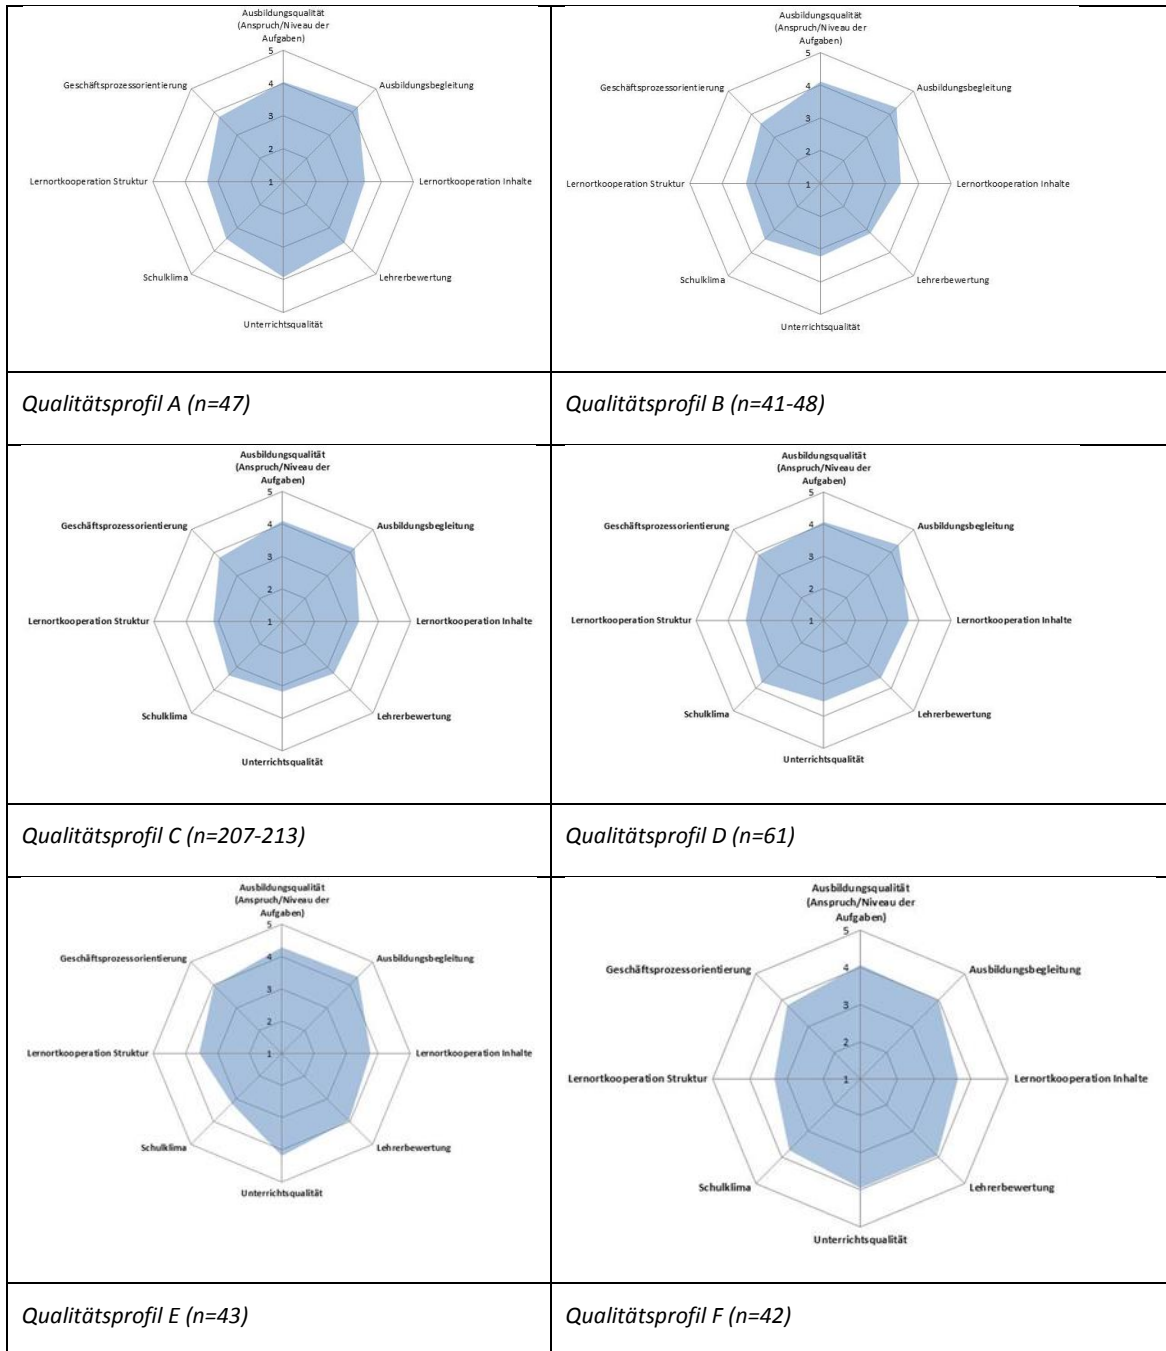 Ausbildungsqualität
(Anspruch/Niveau der
Aufgaben)
5
Geschäftsprozessorientierung
4
Ausbildungsbegleitung
3
2
Lernortkooperation Struktur
1
Lernortkooperation Inhalte
Schulklima
Lehrerbewertung
Unterrichtsqualität
Ausbildungsqualität
(Anspruch/Niveau der
Aufgaben)
5
Geschäftsprozessorientierung
4
Ausbildungsbegleitung
3
2
Lernortkooperation Struktur
1
Lernortkooperation Inhalte
Schulklima
Lehrerbewertung
Unterrichtsqualität
Qualitätsprofil A (n=47)
Qualitätsprofil B (n=41-48)
Ausbildungsqualität
(Anspruch/Niveau der
Aufgaben)
5
Geschäftsprozessorientierung
4
Ausbildungsbegleitung
3
2
Lernortkooperation Struktur
1
Lernortkooperation Inhalte
Schulklima
Lehrerbewertung
Unterrichtsqualität
Ausbildungsqualität
(Anspruch/Niveau der
Aufgaben)
5
Geschäftsprozessorientierung
4
Ausbildungsbegleitung
3
2
Lernortkooperation Struktur
1
Lernortkooperation Inhalte
Schulklima
Lehrerbewertung
Unterrichtsqualität
Qualitätsprofil C (n=207-213)
Qualitätsprofil D (n=61)
Ausbildungsqualität
(Anspruch/Niveau der
Aufgaben)
5
Geschäftsprozessorientierung
4
Ausbildungsbegleitung
3
2
Lernortkooperation Struktur
1
Lernortkooperation Inhalte
Schulklima
Lehrerbewertung
Unterrichtsqualität
Ausbildungsqualität
(Anspruch/Niveau der
Aufgaben)
5
Geschäftsprozessorientierung
4
Ausbildungsbegleitung
3
2
Lernortkooperation Struktur
1
Lernortkooperation Inhalte
Schulklima
Lehrerbewertung
Unterrichtsqualität
Qualitätsprofil E (n=43)
Qualitätsprofil F (n=42)